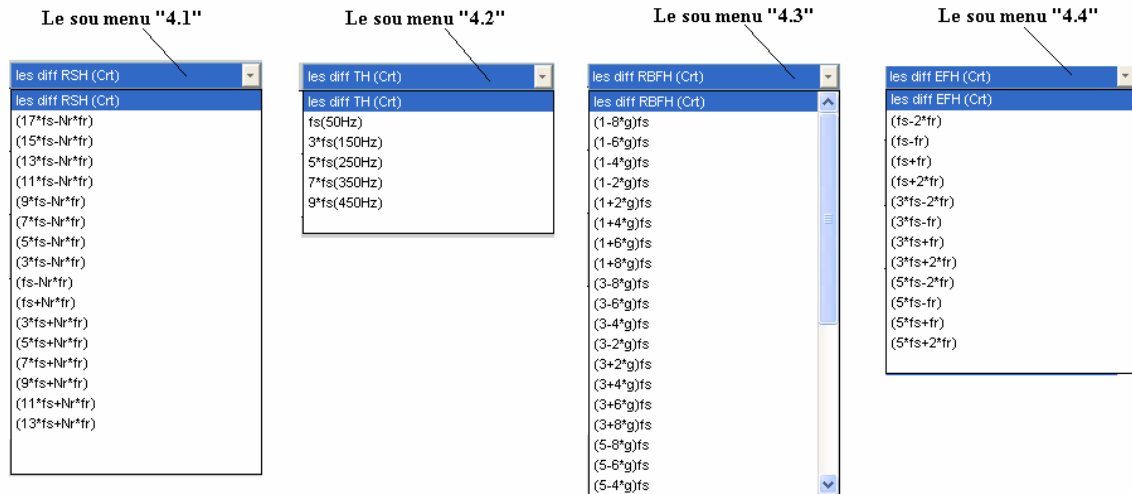 Le sou menu "4.1"
les diff RSH (Crt)
les diff RSH (Crt)
(17*fs-Nr*fr)
(15*fs-Nr*fr)
(13*fs-Nr*fr)
(11*fs-Nr*fr)
(9*fs-Nr*fr)
(7*fs-Nr*fr)
(5*fs-Nr*fr)
(3*fs-Nr*fr)
(fs-Nr*fr)
(fs+Nr*fr)
(3*fs+Nr*fr)
(5*fs+Nr*fr)
(7*fs+Nr*fr)
(9*fs+Nr*fr)
(11*fs+Nr*fr)
(13*fs+Nr*fr)
Le sou menu "4.2"
les diff TH (Crt)
les diff TH (Crt)
fs(50Hz)
3*fs(150Hz)
5*fs(250Hz)
7*fs(350Hz)
9*fs(450Hz)
Le sou menu "4.3"
les diff RBFH (Crt)
les diff RBFH (Crt)
(1-8*g)fs
(1-6*g)fs
(1-4*g)fs
(1-2*g)fs
(1+2*g)fs
(1+4*g)fs
(1+6*g)fs
(1+8*g)fs
(3-8*g)fs
(3-6*g)fs
(3-4*g)fs
(3-2*g)fs
(3+2*g)fs
(3+4*g)fs
(3+6*g)fs
(3+8*g)fs
(5-8*g)fs
(5-6*g)fs
(5-4*g)fs
Le sou menu "4.4"
les diff EFH (Crt)
les diff EFH (Crt)
(fs-2*fr)
(fs-fr)
(fs+fr)
(fs+2*fr)
(3*fs-2*fr)
(3*fs-fr)
(3*fs+fr)
(3*fs+2*fr)
(5*fs-2*fr)
(5*fs-fr)
(5*fs+fr)
(5*fs+2*fr)